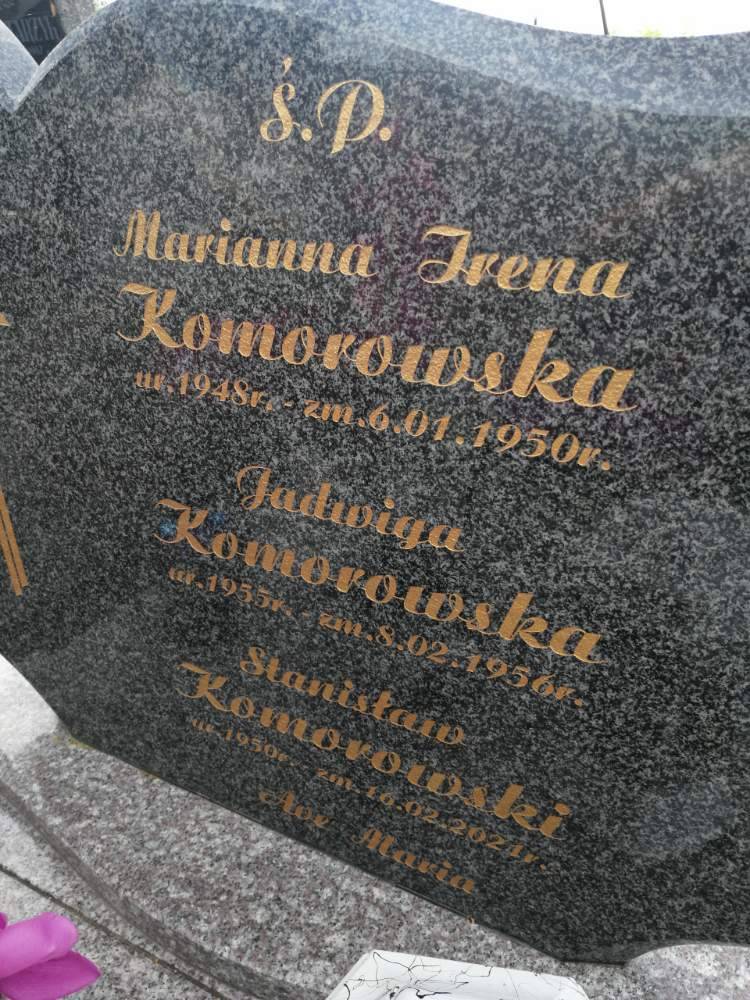 ś.P.
Marianna Irena
Komorowska
ur.1948r. - zm.6.01.1950r.
Jadwiga
Komorowska
ur.1955r. - zm.8.02.1956r.
Stanisław
Komorowski
ur.1950r - zm.16.02.2021r.
Ave Maria